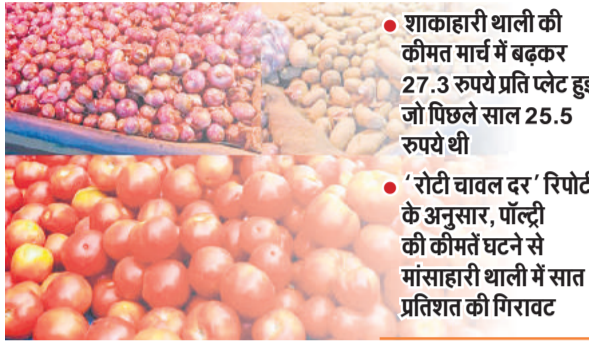 शाकाहारी थाली की
कीमत मार्च में बढ़कर
27.3 रुपये प्रति प्लेट
जो पिछले साल 25.5
रुपये थी
‘रोटी चावल दर’
के अनुसार, पॉल्ट्री
की कीमतें घटने से
मांसाहारी थाली में सात
प्रतिशत की गिरावट